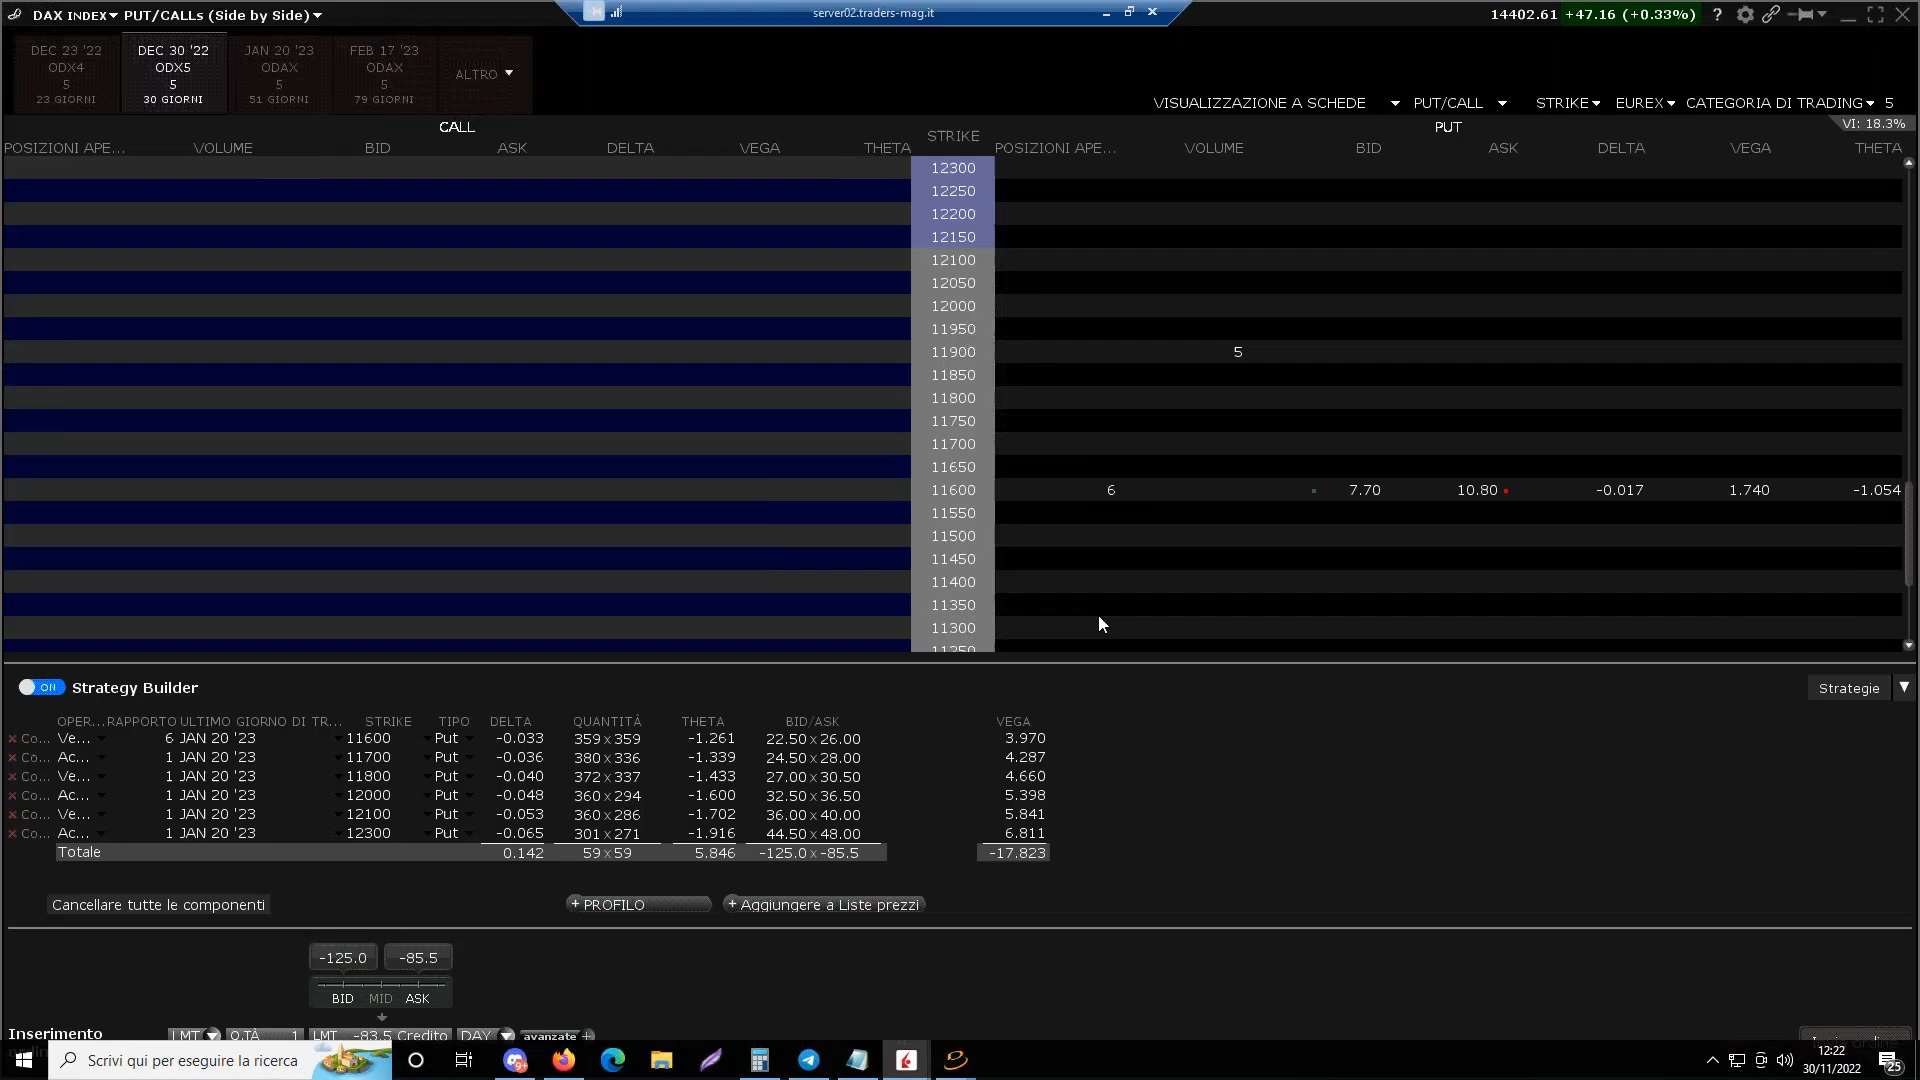 DAX INDEX PUT/CALLs (Side by Side)
server02.traders-mag.it
14402.61 +47.16 (+0.33%) ?
DEC 23 '22 DEC 30 '22 JAN 20 '23 FEB 17 '23
ODX4 ODX5 ODAX ODAX ALTRO
5 5 5 5
23 GIORNI 30 GIORNI 51 GIORNI 79 GIORNI
VISUALIZZAZIONE A SCHEDE PUT/CALL STRIKE EUREX CATEGORIA DI TRADING 5
CALL STRIKE PUT VI: 18.3%
POSIZIONI APE... VOLUME BID ASK DELTA VEGA THETA POSIZIONI APE... VOLUME BID ASK DELTA VEGA THETA
12300
12250
12200
12150
12100
12050
12000
11950
11900 5
11850
11800
11750
11700
11650
11600 6 7.70 10.80 -0.017 1.740 -1.054
11550
11500
11450
11400
11350
11300
11250
ON Strategy Builder Strategie
OPER... RAPPORTO ULTIMO GIORNO DI TR... STRIKE TIPO DELTA QUANTITÀ THETA BID/ASK VEGA
× Co... Ve... 6 JAN 20 '23 11600 Put -0.033 359 x 359 -1.261 22.50 x 26.00 3.970
× Co... Ac... 1 JAN 20 '23 11700 Put -0.036 380 x 336 -1.339 24.50 x 28.00 4.287
× Co... Ve... 1 JAN 20 '23 11800 Put -0.040 372 x 337 -1.433 27.00 x 30.50 4.660
× Co... Ac... 1 JAN 20 '23 12000 Put -0.048 360 x 294 -1.600 32.50 x 36.50 5.398
× Co... Ve... 1 JAN 20 '23 12100 Put -0.053 360 x 286 -1.702 36.00 x 40.00 5.841
× Co... Ac... 1 JAN 20 '23 12300 Put -0.065 301 x 271 -1.916 44.50 x 48.00 6.811
Totale 0.142 59 x 59 5.846 -125.0 x -85.5 -17.823
Cancellare tutte le componenti + PROFILO + Aggiungere a Liste prezzi
-125.0 -85.5
BID MID ASK
Inserimento LMT Q.TÀ 1 LMT -83.5 Credito DAY avanzate +
Scrivi qui per eseguire la ricerca
9+
12:22
30/11/2022
25